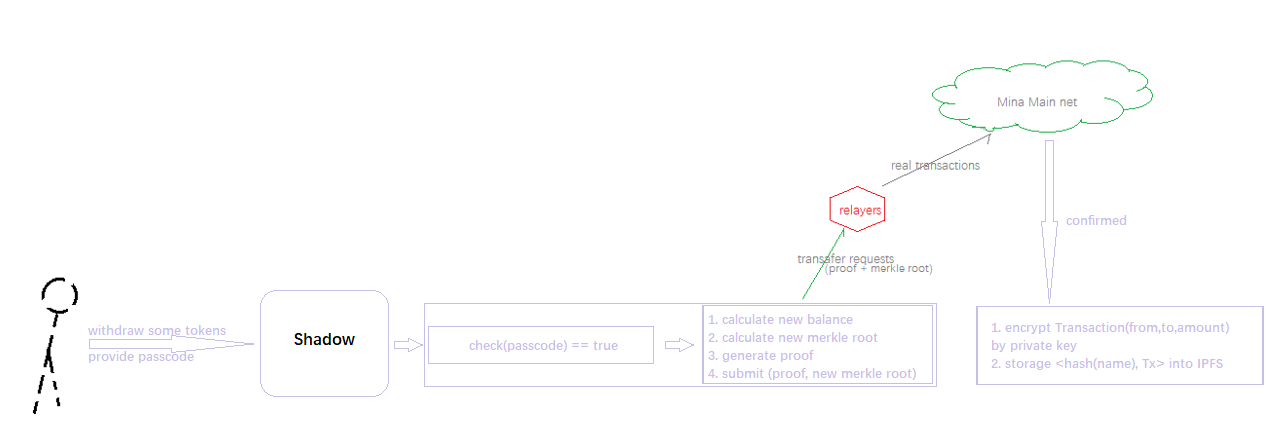 Mina Main net
real transactions
relayers
confirmed
transafer requests
(proof + merkle root)
withdraw some tokens
provide passcode
Shadow
check(passcode) == true
1. calculate new balance
2. calculate new merkle root
3. generate proof
4. submit (proof, new merkle root)
1. encrypt Transaction(from,to,amount)
by private key
2. storage <hash(name), Tx> into IPFS